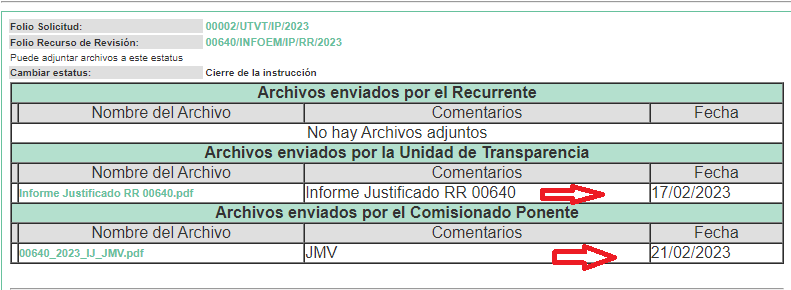 Folio Solicitud: 00002/UTVT/IP/2023
Folio Recurso de Revisión: 00640/INFOEM/IP/RR/2023
Puede adjuntar archivos a este estatus
Cambiar estatus: Cierre de la instrucción
Archivos enviados por el Recurrente
Nombre del Archivo Comentarios Fecha
No hay Archivos adjuntos
Archivos enviados por la Unidad de Transparencia
Nombre del Archivo Comentarios Fecha
Informe Justificado RR 00640.pdf Informe Justificado RR 00640 17/02/2023
Archivos enviados por el Comisionado Ponente
Nombre del Archivo Comentarios Fecha
00640_2023_IJ_JMV.pdf JMV 21/02/2023